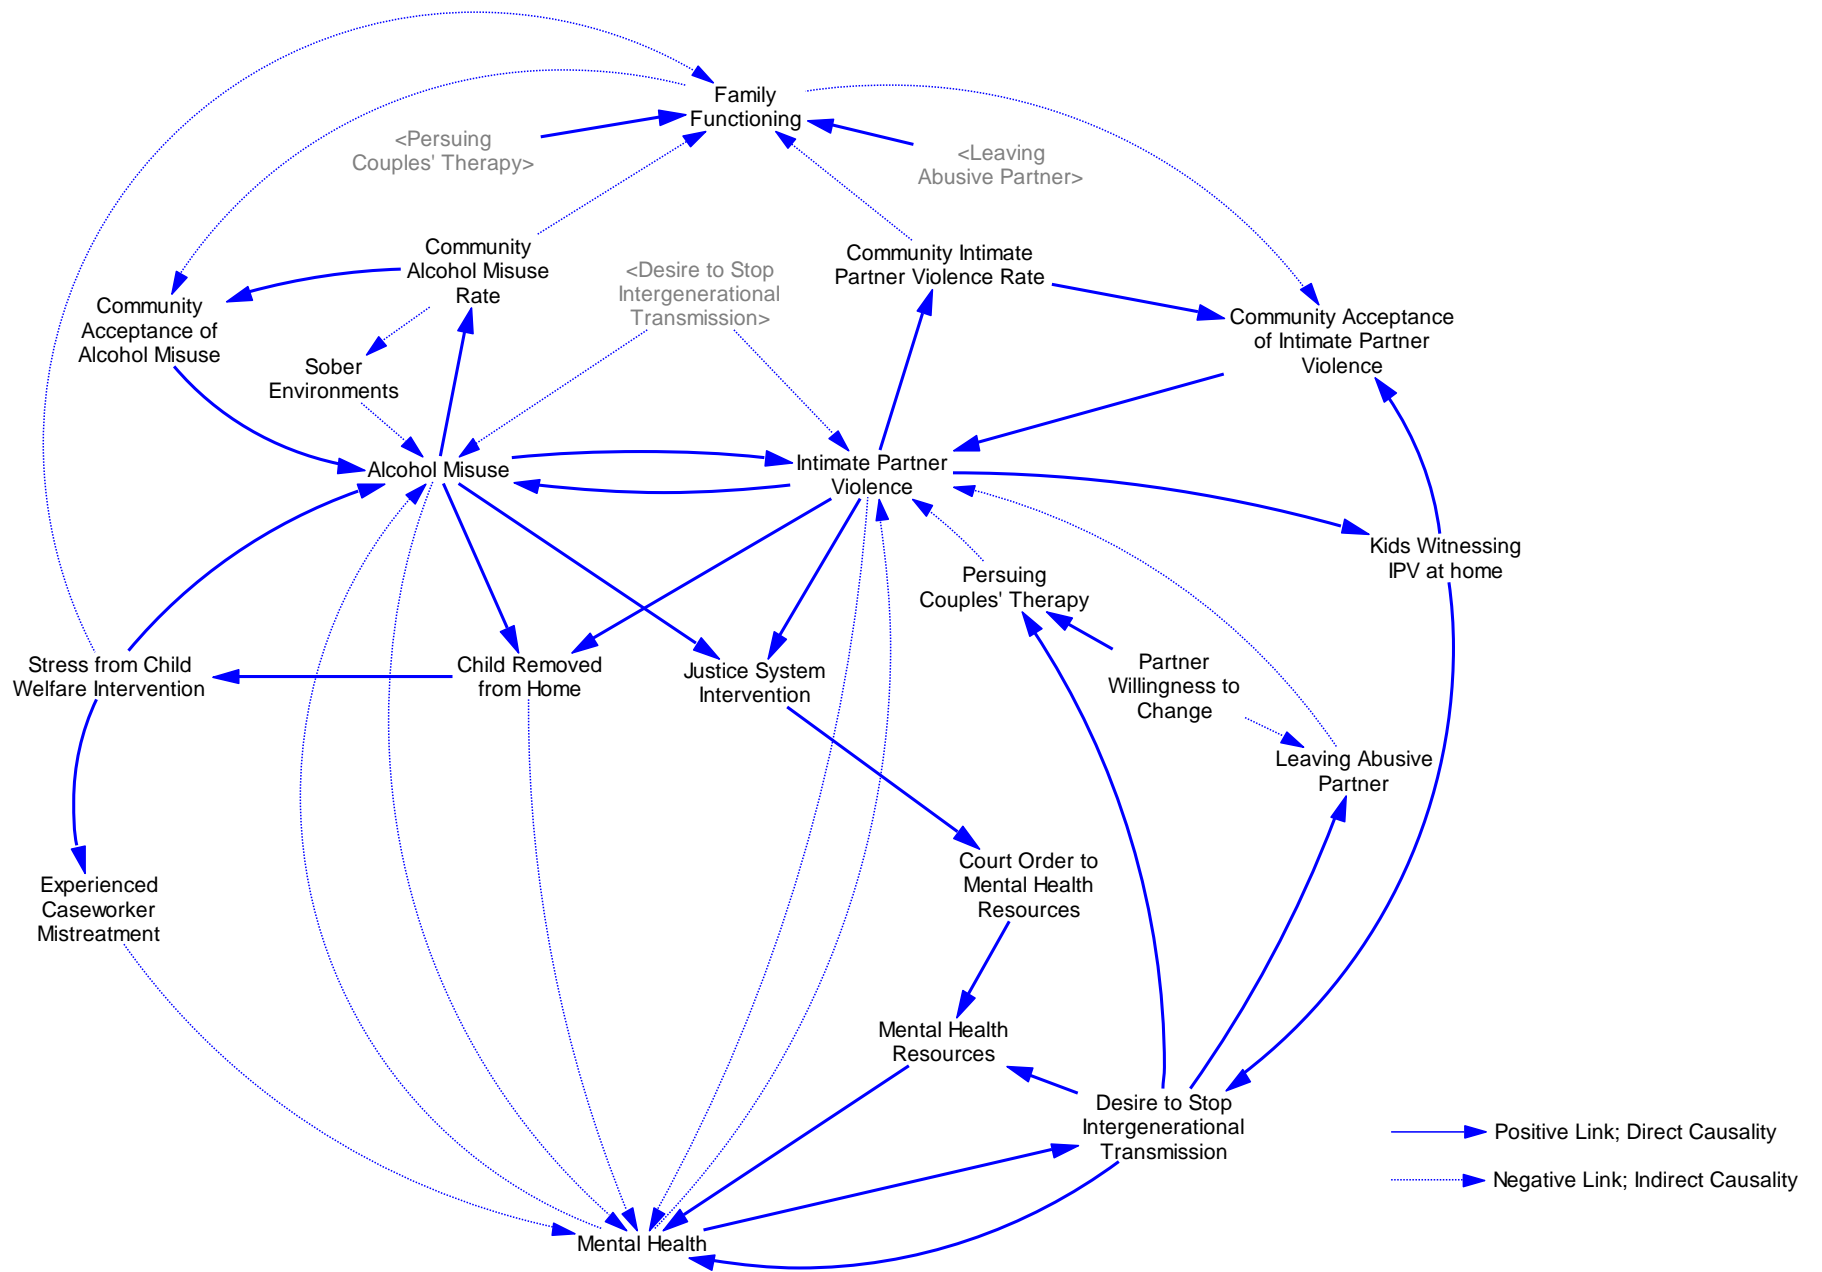 Family
Functioning
<Persuing
Couples' Therapy>
<Leaving
Abusive Partner>
Community
Alcohol Misuse
Rate
<Desire to Stop
Intergenerational
Transmission>
Community Intimate
Partner Violence Rate
Community
Acceptance of
Alcohol Misuse
Community Acceptance
of Intimate Partner
Violence
Sober
Environments
Alcohol Misuse
Intimate Partner
Violence
Kids Witnessing
IPV at home
Persuing
Couples' Therapy
Stress from Child
Welfare Intervention
Child Removed
from Home
Justice System
Intervention
Partner
Willingness to
Change
Leaving Abusive
Partner
Experienced
Caseworker
Mistreatment
Court Order to
Mental Health
Resources
Mental Health
Resources
Desire to Stop
Intergenerational
Transmission
Positive Link; Direct Causality
Negative Link; Indirect Causality
Mental Health